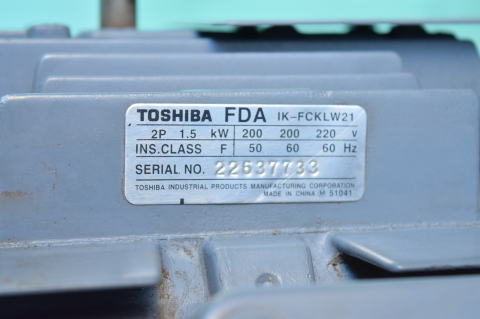 TOSHIBA FDA IK-FCKLW21
2P 1.5 kW 200 200 220 V
INS.CLASS F 50 60 60 Hz
SERIAL NO. 22637733
TOSHIBA INDUSTRIAL PRODUCTS MANUFACTURING CORPORATION
MADE IN CHINA M 51041